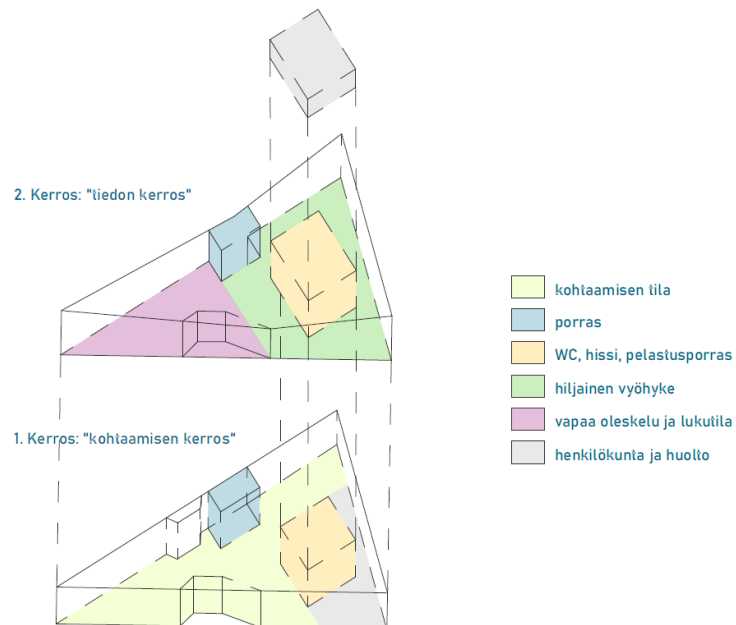 2. Kerros: "tiedon kerros"
1. Kerros: "kohtaamisen kerros"
kohtaamisen tila
porras
WC, hissi, pelastusporras
hiljainen vyöhyke
vapaa oleskelu ja lukutila
henkilökunta ja huolto